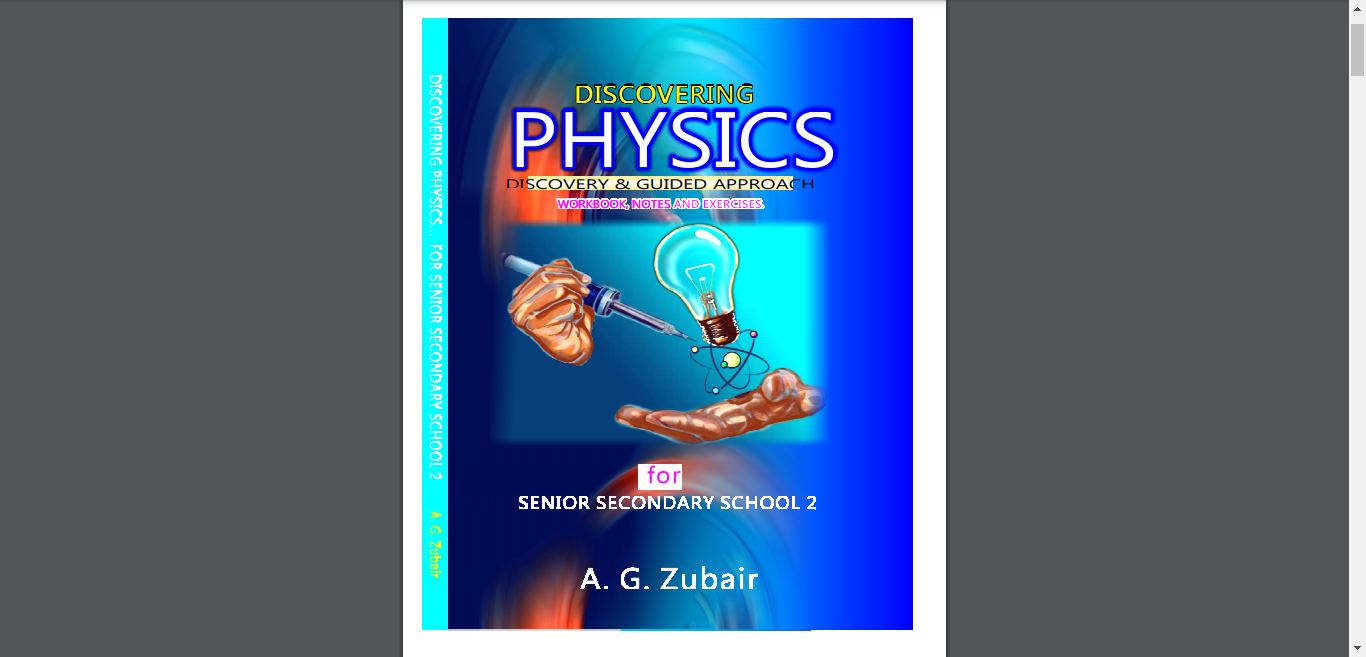 DISCOVERING PHYSICS... FOR SENIOR SECONDARY SCHOOL 2 A. G. Zubair
DISCOVERING
PHYSICS
DISCOVERY & GUIDED APPROACH
WORKBOOK, NOTES AND EXERCISES.
for
SENIOR SECONDARY SCHOOL 2
A. G. Zubair